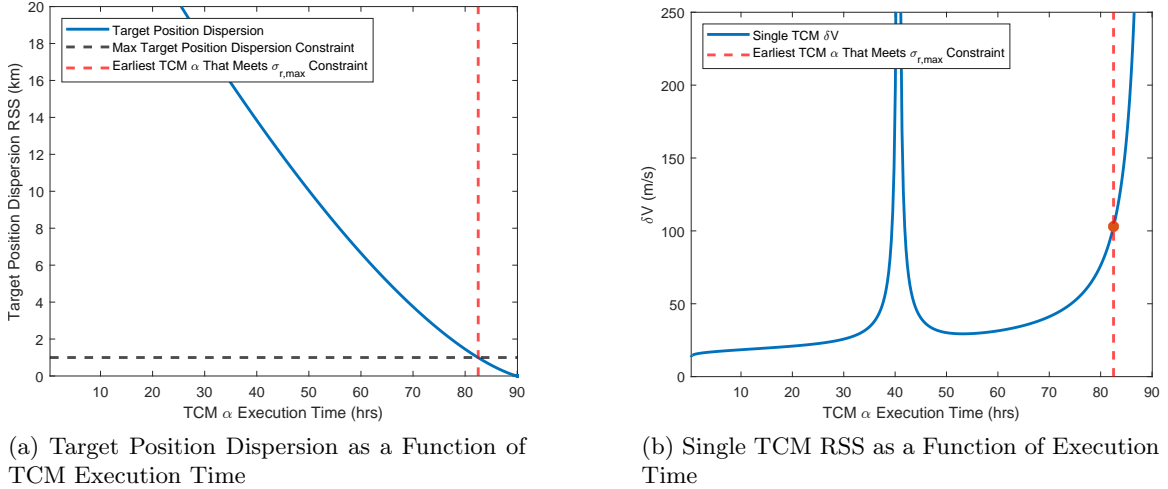 Target Position Dispersion
Max Target Position Dispersion Constraint
Earliest TCM α That Meets σr,max Constraint
Target Position Dispersion RSS (km)
20
18
16
14
12
10
8
6
4
2
0
10 20 30 40 50 60 70 80 90
TCM α Execution Time (hrs)
(a) Target Position Dispersion as a Function of
TCM Execution Time
Single TCM δV
Earliest TCM α That Meets σr,max Constraint
δV (m/s)
250
200
150
100
50
0
10 20 30 40 50 60 70 80 90
TCM α Execution Time (hrs)
(b) Single TCM RSS as a Function of Execution
Time